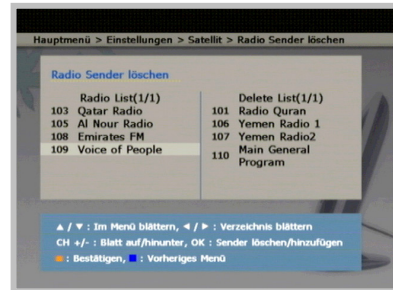 Hauptmenü > Einstellungen > Satellit > Radio Sender löschen
Radio Sender löschen
Radio List(1/1)
103 Qatar Radio
105 Al Nour Radio
108 Emirates FM
109 Voice of People
Delete List(1/1)
101 Radio Quran
106 Yemen Radio 1
107 Yemen Radio2
110 Main General
Program
▲ / ▼ : Im Menü blättern, ◄ / ► : Verzeichnis blättern
CH +/- : Blatt auf/hinunter, OK : Sender löschen/hinzufügen
: Bestätigen, : Vorheriges Menü